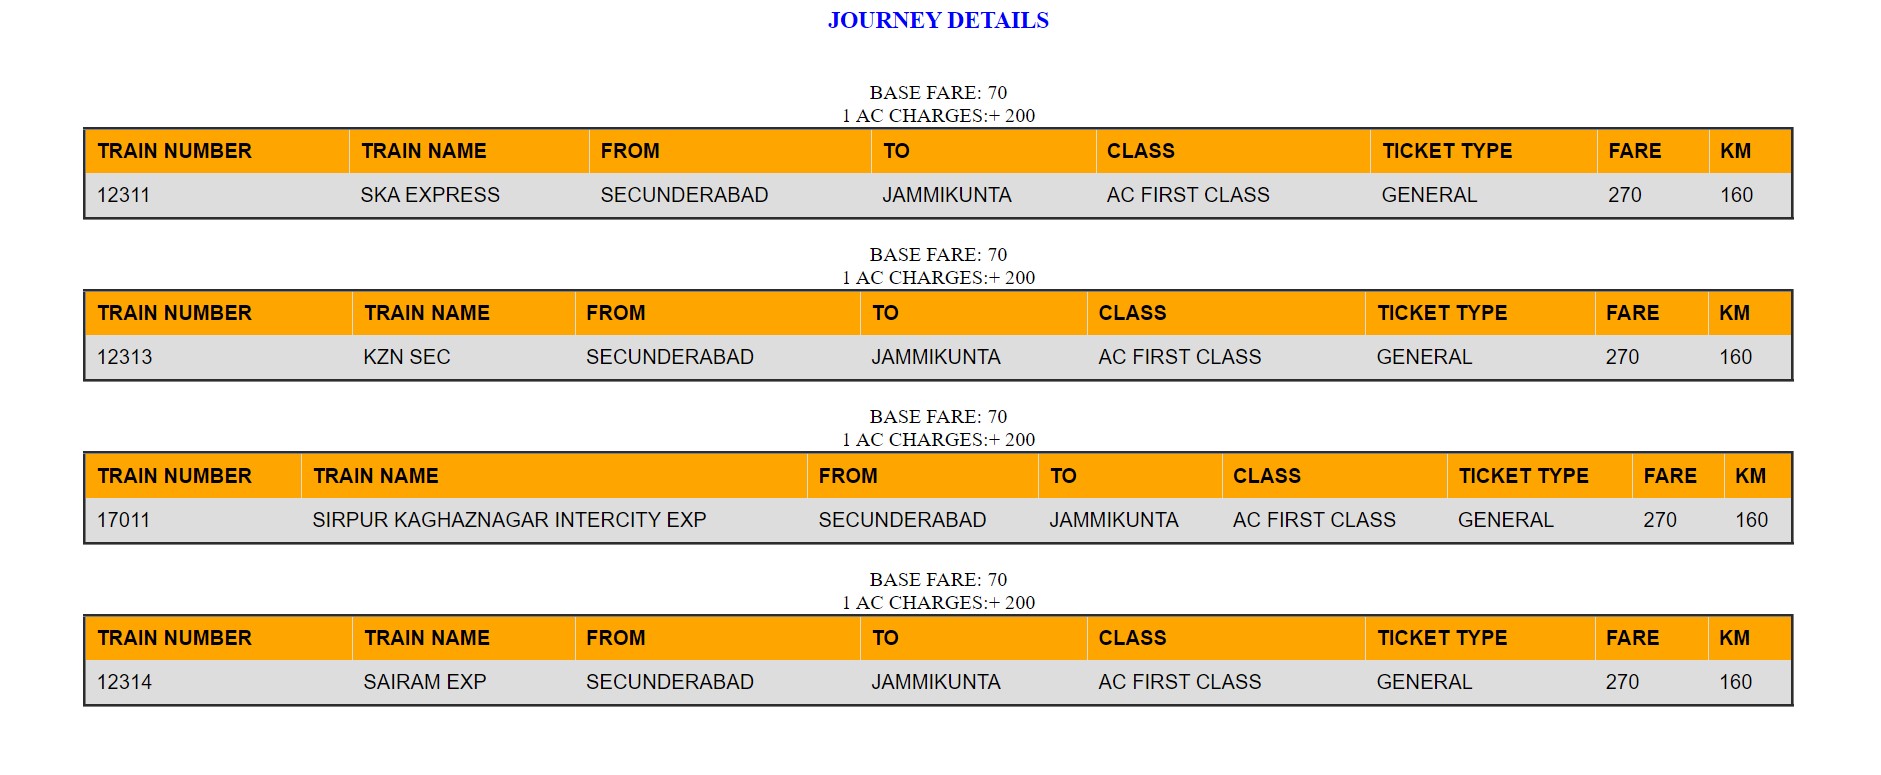 JOURNEY DETAILS
BASE FARE: 70
1 AC CHARGES:+ 200
TRAIN NUMBER TRAIN NAME FROM TO CLASS TICKET TYPE FARE KM
12311 SKA EXPRESS SECUNDERABAD JAMMIKUNTA AC FIRST CLASS GENERAL 270 160
BASE FARE: 70
1 AC CHARGES:+ 200
TRAIN NUMBER TRAIN NAME FROM TO CLASS TICKET TYPE FARE KM
12313 KZN SEC SECUNDERABAD JAMMIKUNTA AC FIRST CLASS GENERAL 270 160
BASE FARE: 70
1 AC CHARGES:+ 200
TRAIN NUMBER TRAIN NAME FROM TO CLASS TICKET TYPE FARE KM
17011 SIRPUR KAGHAZNAGAR INTERCITY EXP SECUNDERABAD JAMMIKUNTA AC FIRST CLASS GENERAL 270 160
BASE FARE: 70
1 AC CHARGES:+ 200
TRAIN NUMBER TRAIN NAME FROM TO CLASS TICKET TYPE FARE KM
12314 SAIRAM EXP SECUNDERABAD JAMMIKUNTA AC FIRST CLASS GENERAL 270 160